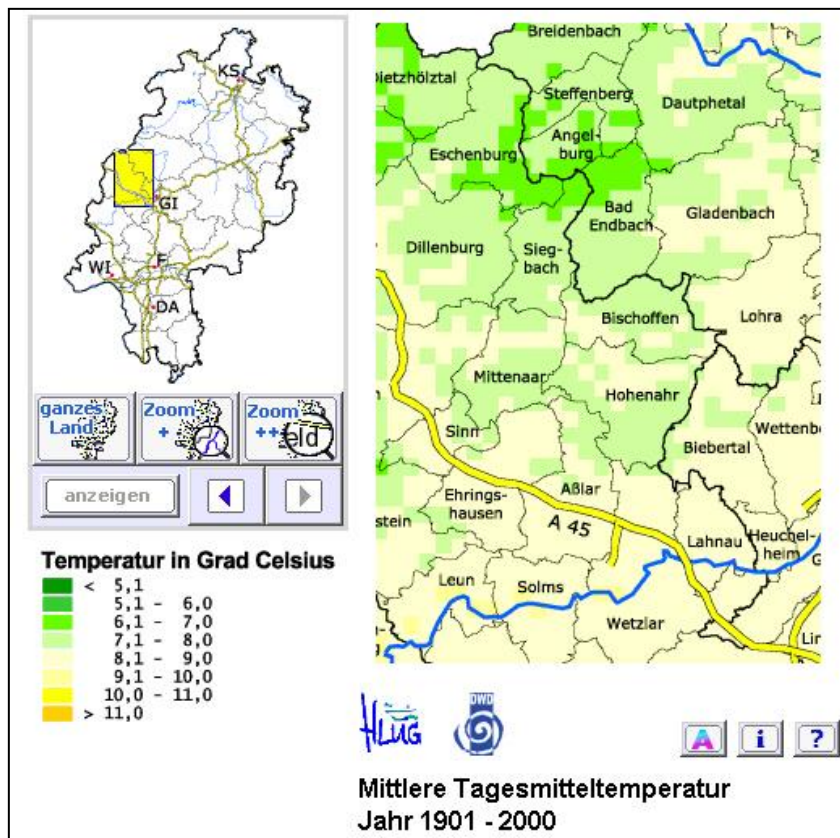 KS
GI
WI
F
DA
ganzes
Land
Zoom
+
Zoom
++
eld
anzeigen
Temperatur in Grad Celsius
< 5,1
5,1 - 6,0
6,1 - 7,0
7,1 - 8,0
8,1 - 9,0
9,1 - 10,0
10,0 - 11,0
> 11,0
Breidenbach
Dietzhölztal
Steffenberg
Dautphetal
Angel-
burg
Eschenburg
Bad
Endbach
Gladenbach
Dillenburg
Sieg-
bach
Bischoffen
Lohra
Mittenaar
Hohenahr
Sinn
Biebertal
Wettenbe
Ehrings-
hausen
Aßlar
A 45
stein
Lahnau
Heuchel-
heim
Leun
Solms
Wetzlar
Lin
HLUG
DWD
A
i
?
Mittlere Tagesmitteltemperatur
Jahr 1901 - 2000